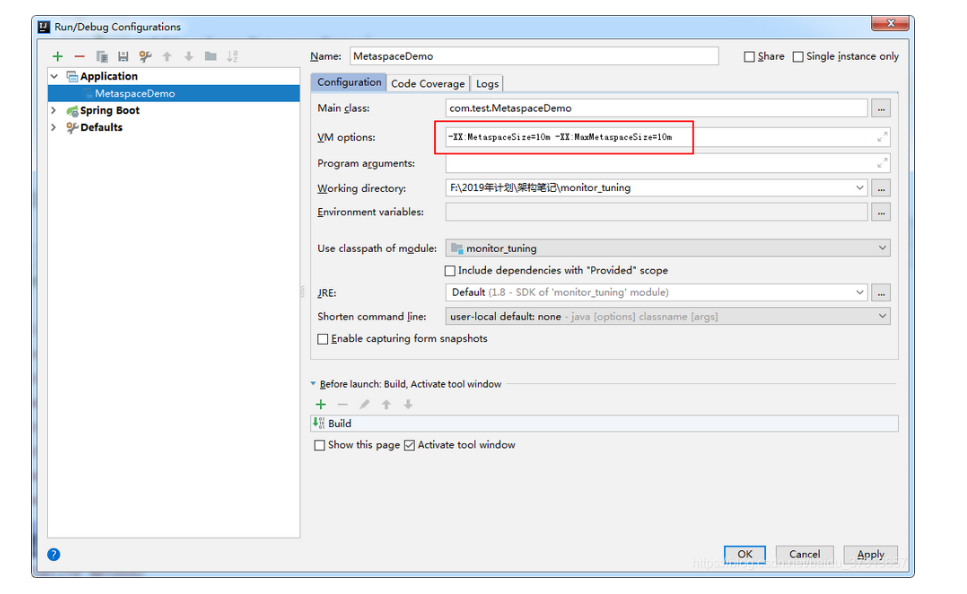 Run/Debug Configurations
Name: MetaspaceDemo
Share
Single instance only
Application
MetaspaceDemo
Spring Boot
Defaults
Configuration Code Coverage Logs
Main class: com.test.MetaspaceDemo ...
VM options: -XX:MetaspaceSize=10m -XX:MaxMetaspaceSize=10m
Program arguments:
Working directory: F:\2019年计划\架构笔记\monitor_tuning ...
Environment variables: ...
Use classpath of module: monitor_tuning
Include dependencies with "Provided" scope
JRE: Default (1.8 - SDK of 'monitor_tuning' module) ...
Shorten command line: user-local default: none - java [options] classname [args]
Enable capturing form snapshots
Before launch: Build, Activate tool window
Build
Show this page Activate tool window
? OK Cancel Apply